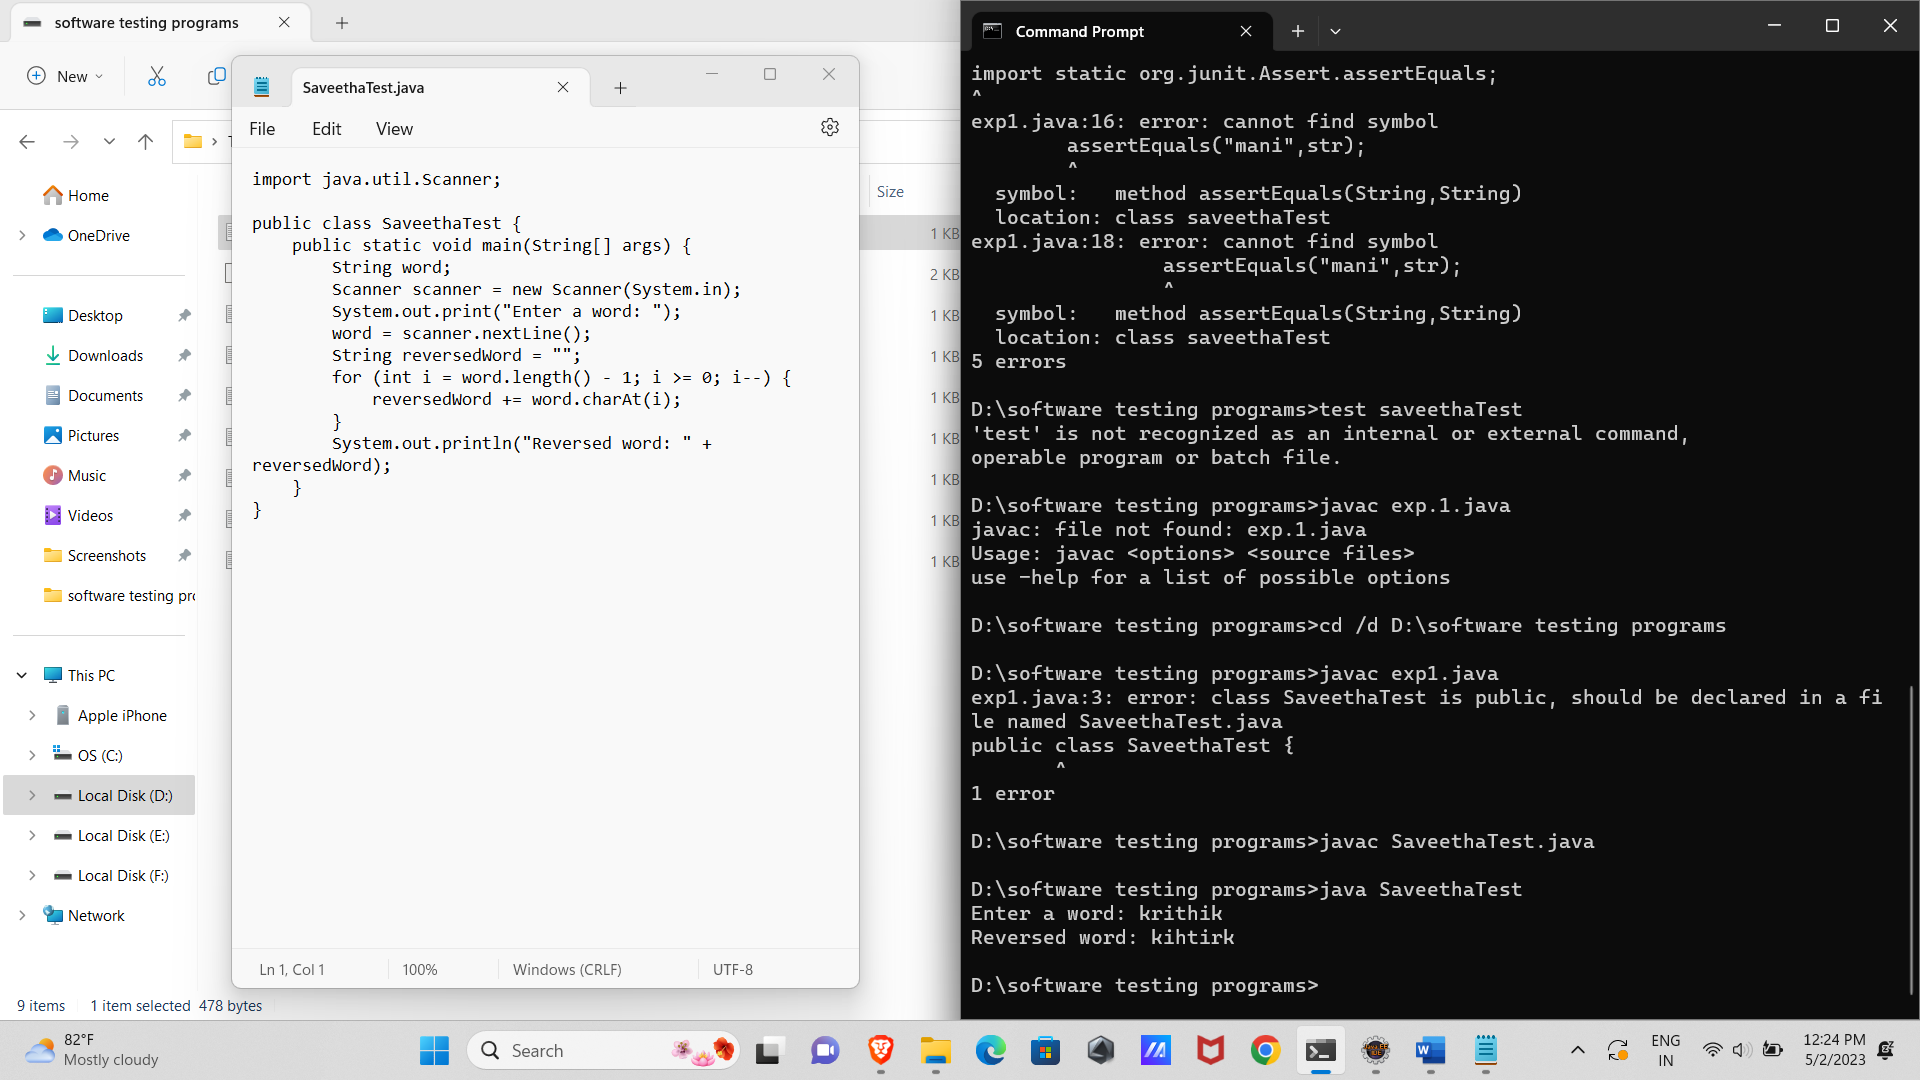 software testing programs
New
Home
OneDrive
Desktop
Downloads
Documents
Pictures
Music
Videos
Screenshots
software testing pro
This PC
Apple iPhone
OS (C:)
Local Disk (D:)
Local Disk (E:)
Local Disk (F:)
Network
Size
1 KB
2 KB
1 KB
1 KB
1 KB
1 KB
1 KB
1 KB
1 KB
9 items 1 item selected 478 bytes
SaveethaTest.java
File Edit View
import java.util.Scanner;
public class SaveethaTest {
public static void main(String[] args) {
String word;
Scanner scanner = new Scanner(System.in);
System.out.print("Enter a word: ");
word = scanner.nextLine();
String reversedWord = "";
for (int i = word.length() - 1; i >= 0; i--) {
reversedWord += word.charAt(i);
}
System.out.println("Reversed word: " +
reversedWord);
}
}
Ln 1, Col 1 100% Windows (CRLF) UTF-8
Command Prompt
import static org.junit.Assert.assertEquals;
^
exp1.java:16: error: cannot find symbol
assertEquals("mani",str);
^
symbol: method assertEquals(String,String)
location: class saveethaTest
exp1.java:18: error: cannot find symbol
assertEquals("mani",str);
^
symbol: method assertEquals(String,String)
location: class saveethaTest
5 errors
D:\software testing programs>test saveethaTest
'test' is not recognized as an internal or external command,
operable program or batch file.
D:\software testing programs>javac exp.1.java
javac: file not found: exp.1.java
Usage: javac <options> <source files>
use -help for a list of possible options
D:\software testing programs>cd /d D:\software testing programs
D:\software testing programs>javac exp1.java
exp1.java:3: error: class SaveethaTest is public, should be declared in a fi
le named SaveethaTest.java
public class SaveethaTest {
^
1 error
D:\software testing programs>javac SaveethaTest.java
D:\software testing programs>java SaveethaTest
Enter a word: krithik
Reversed word: kihtirk
D:\software testing programs>
82°F
Mostly cloudy
Search
ENG
IN
12:24 PM
5/2/2023